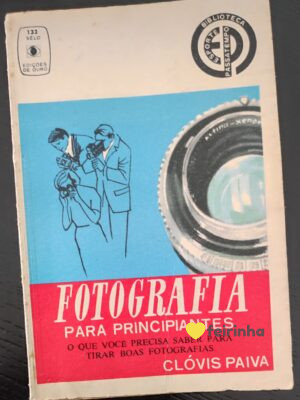 133
SÊLO
EDIÇÕES
DE OURO
BIBLIOTECA
ESPORTE
PASSATEMPO
FOTOGRAFIA
PARA PRINCIPIANTES
feirinha
O QUE VOCÊ PRECISA SABER PARA
TIRAR BOAS FOTOGRAFIAS.
CLÓVIS PAIVA